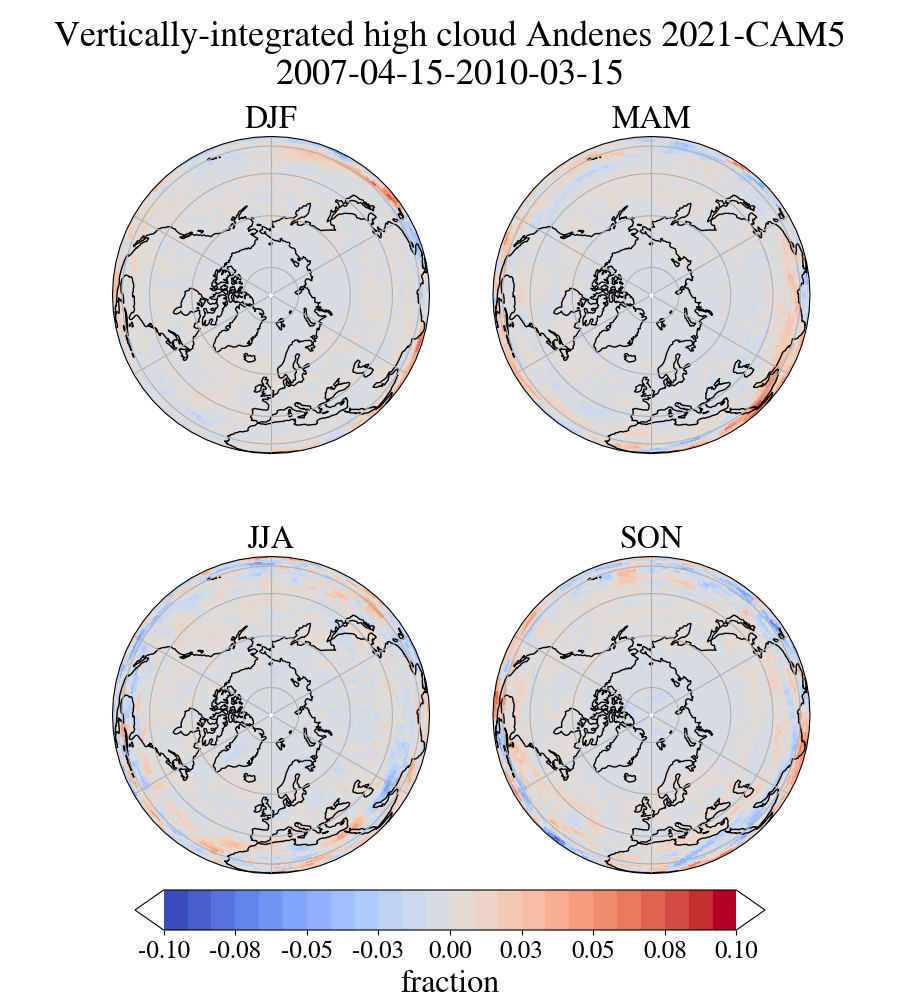 Vertically-integrated high cloud Andenes 2021-CAM5
2007-04-15-2010-03-15
DJF
MAM
JJA
SON
-0.10 -0.08 -0.05 -0.03 0.00 0.03 0.05 0.08 0.10
fraction